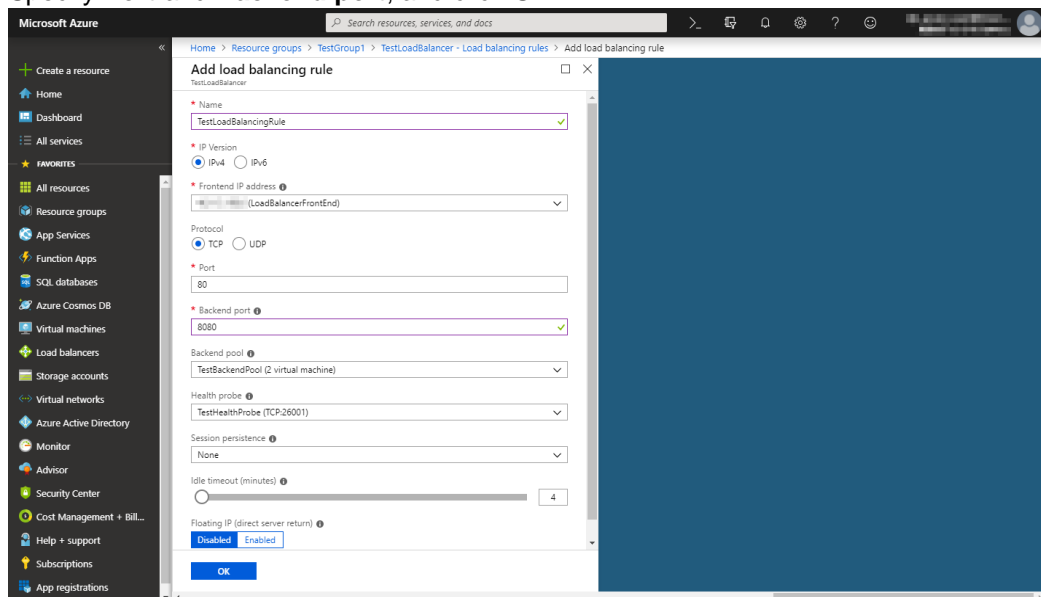 Microsoft Azure
Search resources, services, and docs
Home > Resource groups > TestGroup1 > TestLoadBalancer - Load balancing rules > Add load balancing rule
Create a resource
Home
Dashboard
All services
FAVORITES
All resources
Resource groups
App Services
Function Apps
SQL databases
Azure Cosmos DB
Virtual machines
Load balancers
Storage accounts
Virtual networks
Azure Active Directory
Monitor
Advisor
Security Center
Cost Management + Bill...
Help + support
Subscriptions
App registrations
Add load balancing rule
TestLoadBalancer
* Name
TestLoadBalancingRule
* IP Version
IPv4 IPv6
* Frontend IP address
(LoadBalancerFrontEnd)
Protocol
TCP UDP
* Port
80
* Backend port
8080
Backend pool
TestBackendPool (2 virtual machine)
Health probe
TestHealthProbe (TCP:26001)
Session persistence
None
Idle timeout (minutes)
4
Floating IP (direct server return)
Disabled Enabled
OK